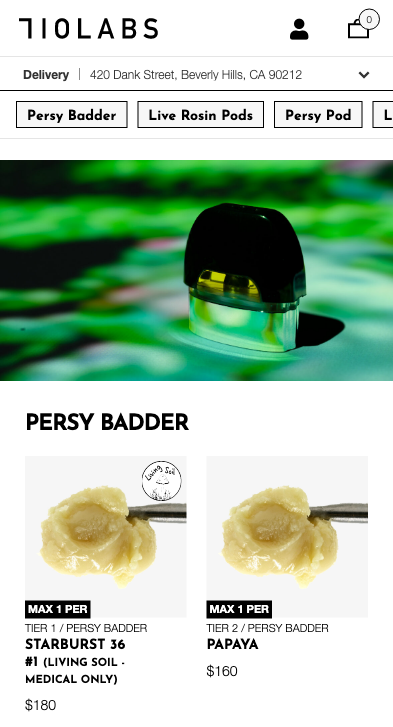 710LABS
0
Delivery | 420 Dank Street, Beverly Hills, CA 90212
Persy Badder
Live Rosin Pods
Persy Pod
L
PERSY BADDER
Living Soil
MAX 1 PER
TIER 1 / PERSY BADDER
STARBURST 36
#1 (LIVING SOIL -
MEDICAL ONLY)
$180
MAX 1 PER
TIER 2 / PERSY BADDER
PAPAYA
$160